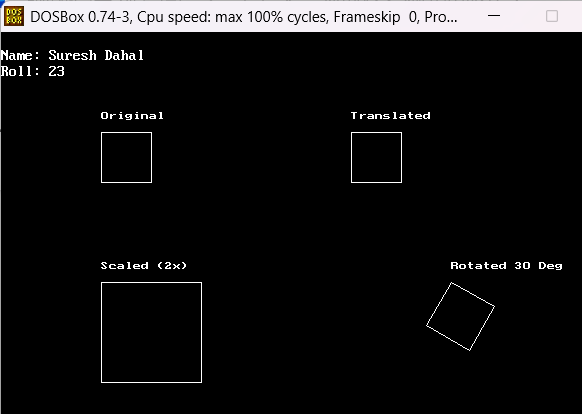 DOSBox 0.74-3, Cpu speed: max 100% cycles, Frameskip 0, Pro...
Name: Suresh Dahal
Roll: 23
Original Translated
Scaled (2x) Rotated 30 Deg